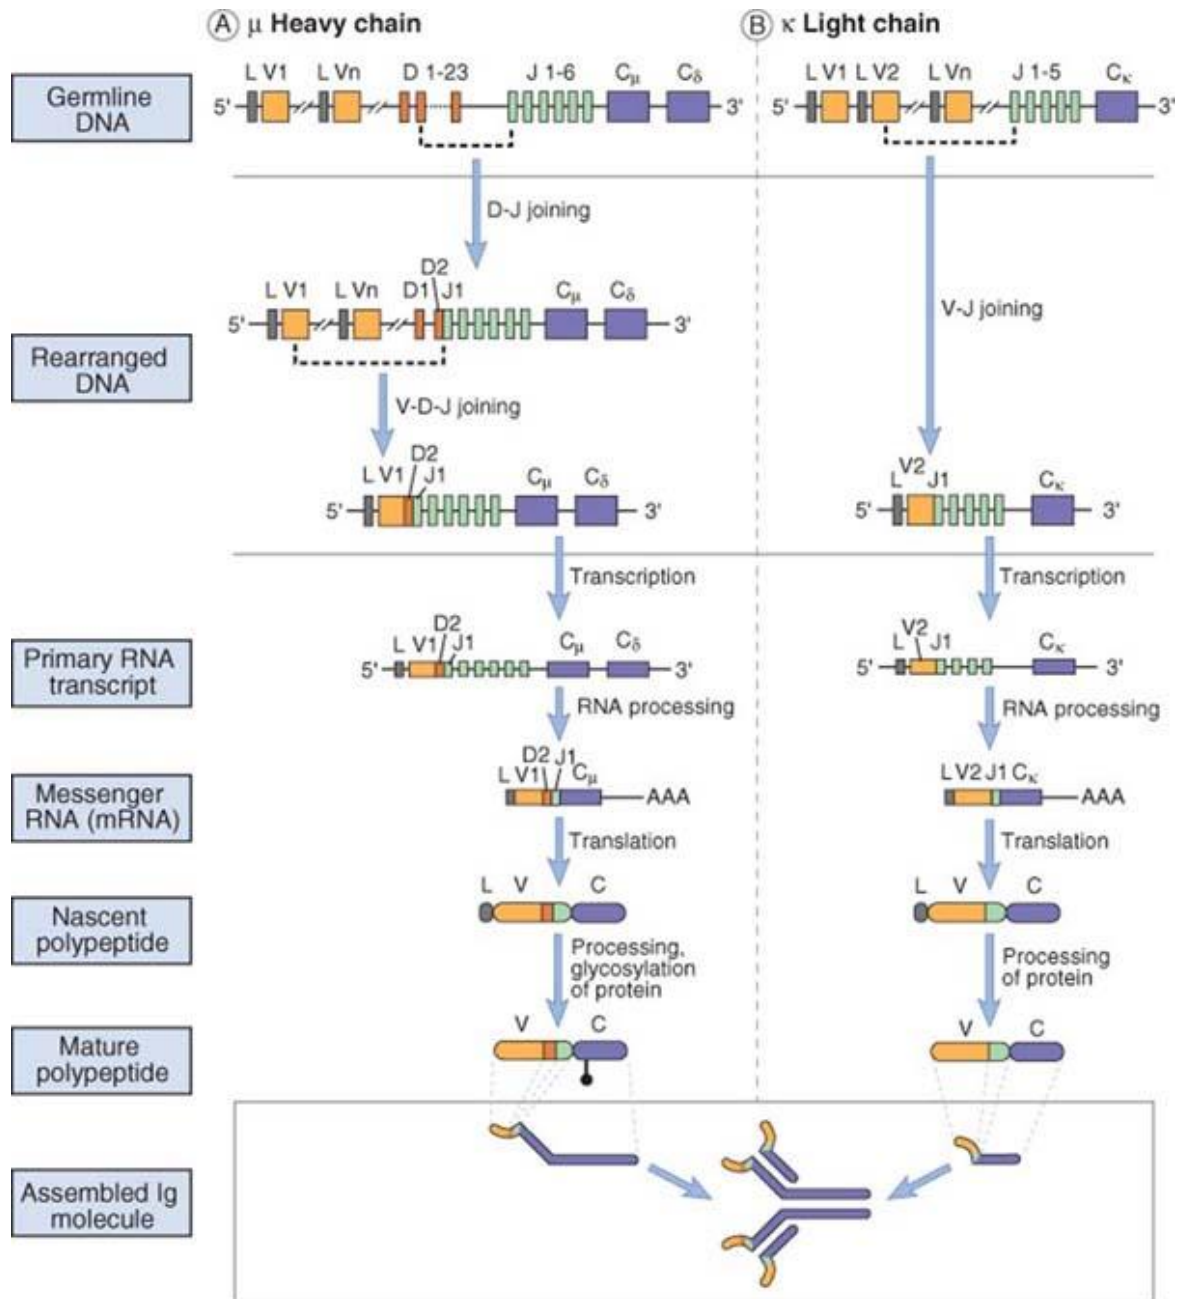 A μ Heavy chain
B κ Light chain
Germline
DNA
L V1 L Vn D 1-23 J 1-6 Cμ Cδ
5' 3'
L V1 L V2 L Vn J 1-5 Cκ
5' 3'
D-J joining
V-J joining
Rearranged
DNA
D2
L V1 L Vn D1 J1 Cμ Cδ
5' 3'
V-D-J joining
D2
L V1 J1 Cμ Cδ
5' 3'
V2
L J1 Cκ
5' 3'
Transcription
Transcription
Primary RNA
transcript
D2
L V1 J1 Cμ Cδ
5' 3'
V2
L J1 Cκ
5' 3'
RNA processing
RNA processing
Messenger
RNA (mRNA)
D2 J1
L V1 Cμ
AAA
L V2 J1 Cκ
AAA
Translation
Translation
Nascent
polypeptide
L V C
L V C
Processing,
glycosylation
of protein
Processing
of protein
Mature
polypeptide
V C
V C
Assembled Ig
molecule